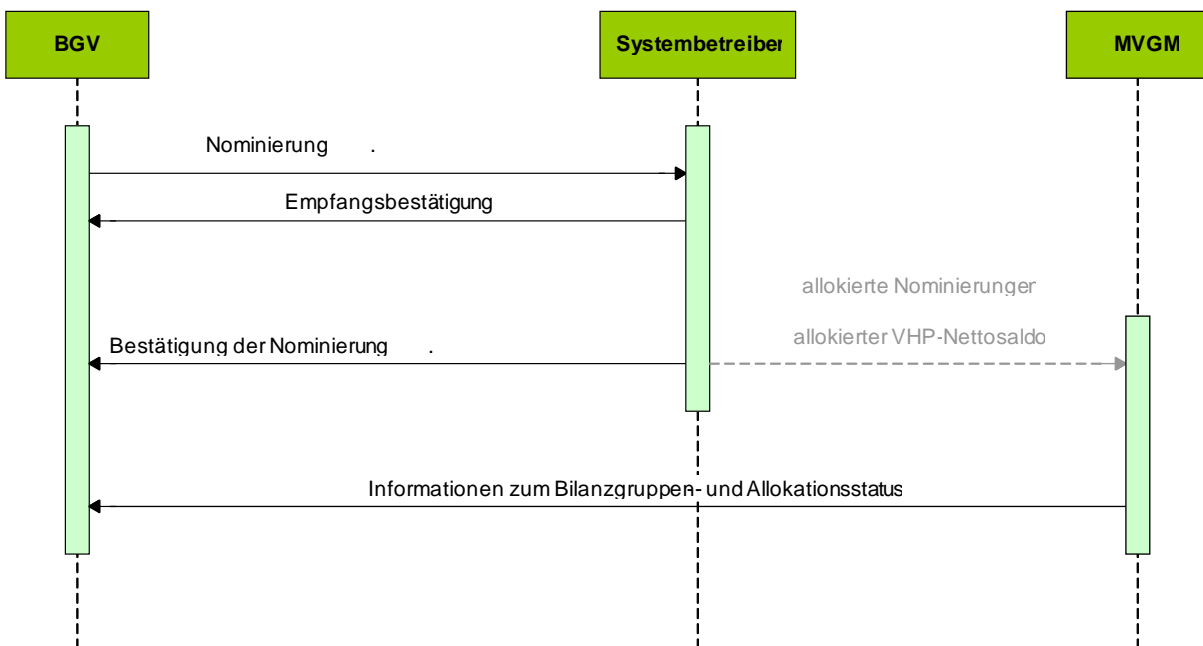 BGV
Systembetreiber
MVGM
Nominierung .
Empfangsbestätigung
allokierte Nominierungen
allokierter VHP-Nettosaldo
Bestätigung der Nominierung .
Informationen zum Bilanzgruppen- und Allokationsstatus